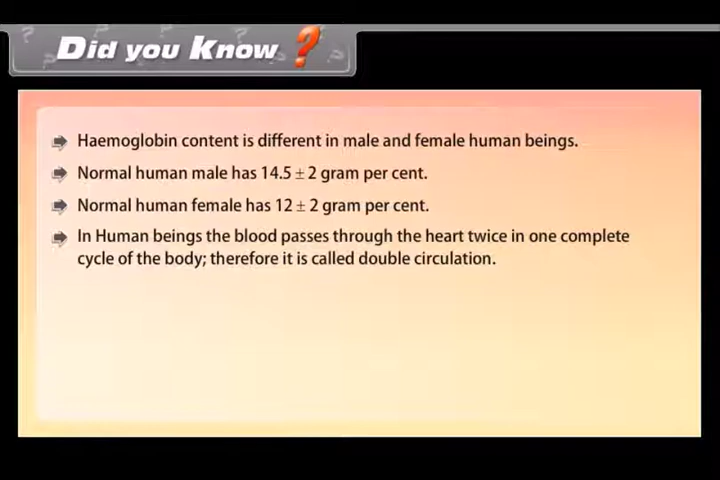 Did you Know ?
Haemoglobin content is different in male and female human beings.
Normal human male has 14.5 ± 2 gram per cent.
Normal human female has 12 ± 2 gram per cent.
In Human beings the blood passes through the heart twice in one complete
cycle of the body; therefore it is called double circulation.